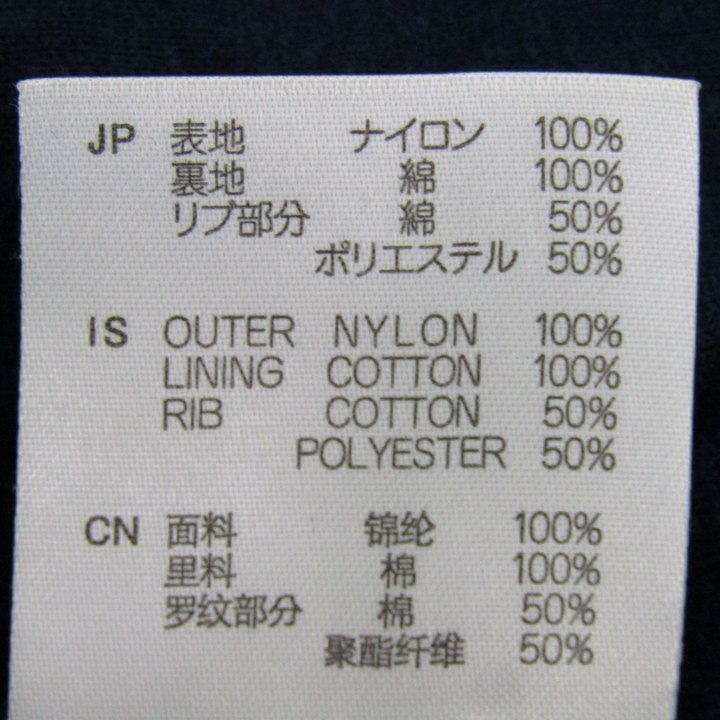 JP 表地 ナイロン 100%
裏地 綿 100%
リブ部分 綿 50%
ポリエステル 50%
IS OUTER NYLON 100%
LINING COTTON 100%
RIB COTTON 50%
POLYESTER 50%
CN 面料 锦纶 100%
里料 棉 100%
罗纹部分 棉 50%
聚酯纤维 50%